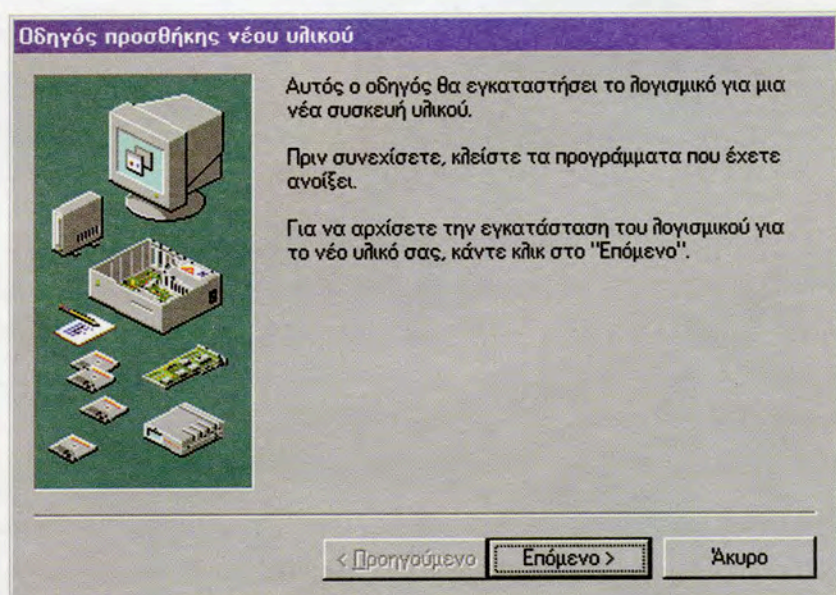 Οδηγός προσθήκης νέου υλικού
Αυτός ο οδηγός θα εγκαταστήσει το λογισμικό για μια
νέα συσκευή υλικού.
Πριν συνεχίσετε, κλείστε τα προγράμματα που έχετε
ανοίξει.
Για να αρχίσετε την εγκατάσταση του λογισμικού για
το νέο υλικό σας, κάντε κλικ στο "Επόμενο".
< Προηγούμενο
Επόμενο >
Άκυρο